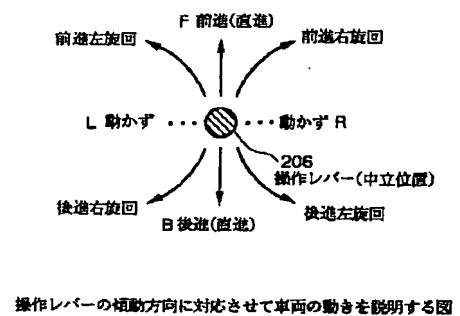 F 前進(直進)
前進左旋回
前進右旋回
L 動かず ・・・ ・・・ 動かず R
206
操作レバー(中立位置)
後進右旋回
後進左旋回
B 後進(直進)
操作レバーの傾動方向に対応させて車両の動きを説明する図